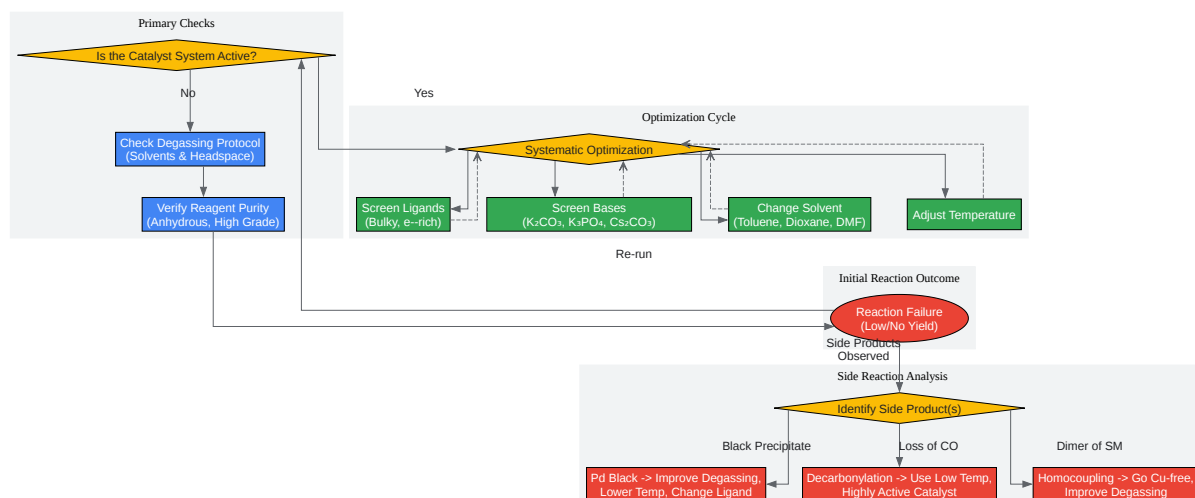 Primary Checks
Is the Catalyst System Active?
No
Yes
Check Degassing Protocol
(Solvents & Headspace)
Verify Reagent Purity
(Anhydrous, High Grade)
Optimization Cycle
Systematic Optimization
Screen Ligands
(Bulky, e--rich)
Screen Bases
(K₂CO₃, K₃PO₄, Cs₂CO₃)
Change Solvent
(Toluene, Dioxane, DMF)
Adjust Temperature
Re-run
Initial Reaction Outcome
Reaction Failure
(Low/No Yield)
Side Products
Observed
Side Reaction Analysis
Identify Side Product(s)
Black Precipitate
Loss of CO
Dimer of SM
Pd Black -> Improve Degassing,
Lower Temp, Change Ligand
Decarbonylation -> Use Low Temp,
Highly Active Catalyst
Homocoupling -> Go Cu-free,
Improve Degassing